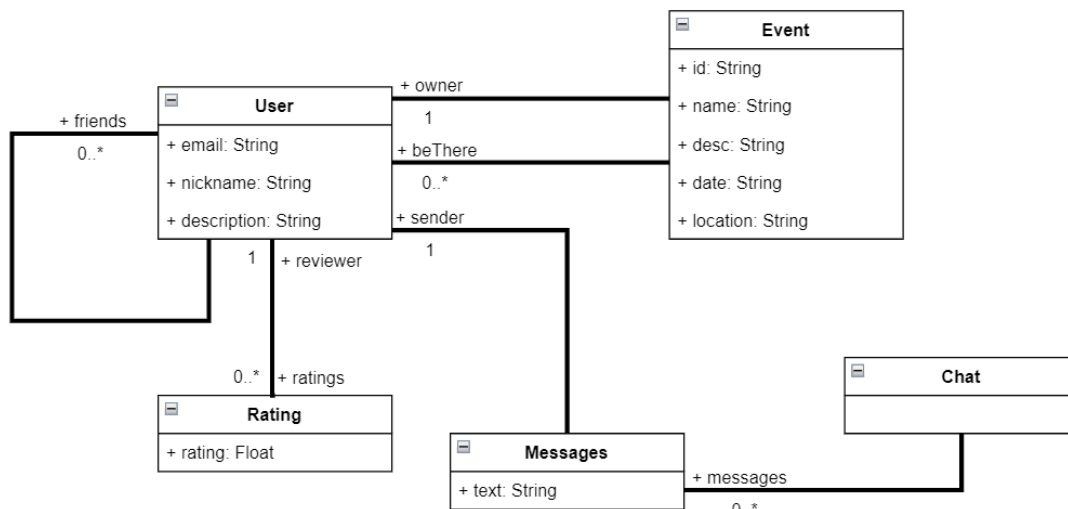 Event
+ id: String
+ name: String
+ desc: String
+ date: String
+ location: String
+ owner
1
+ beThere
0..*
User
+ email: String
+ nickname: String
+ description: String
+ friends
0..*
+ sender
1
1
+ reviewer
0..*
+ ratings
Rating
+ rating: Float
Chat
Messages
+ text: String
+ messages
0..*